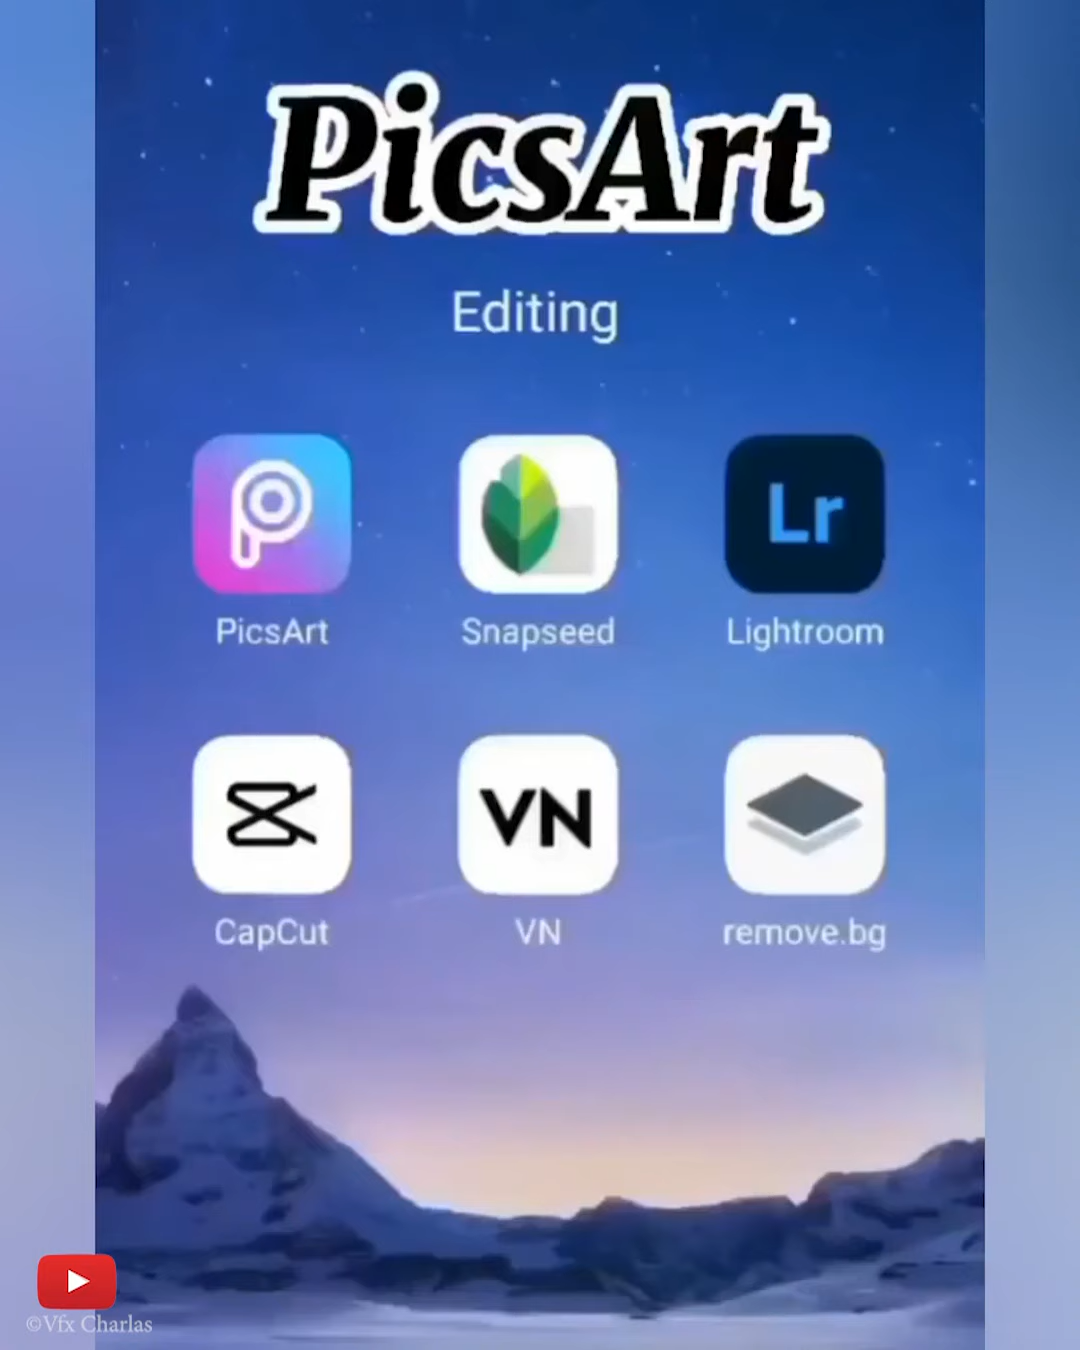 PicsArt
Editing
Lr
PicsArt Snapseed Lightroom
VN
CapCut VN remove.bg
©Vfx Charlas